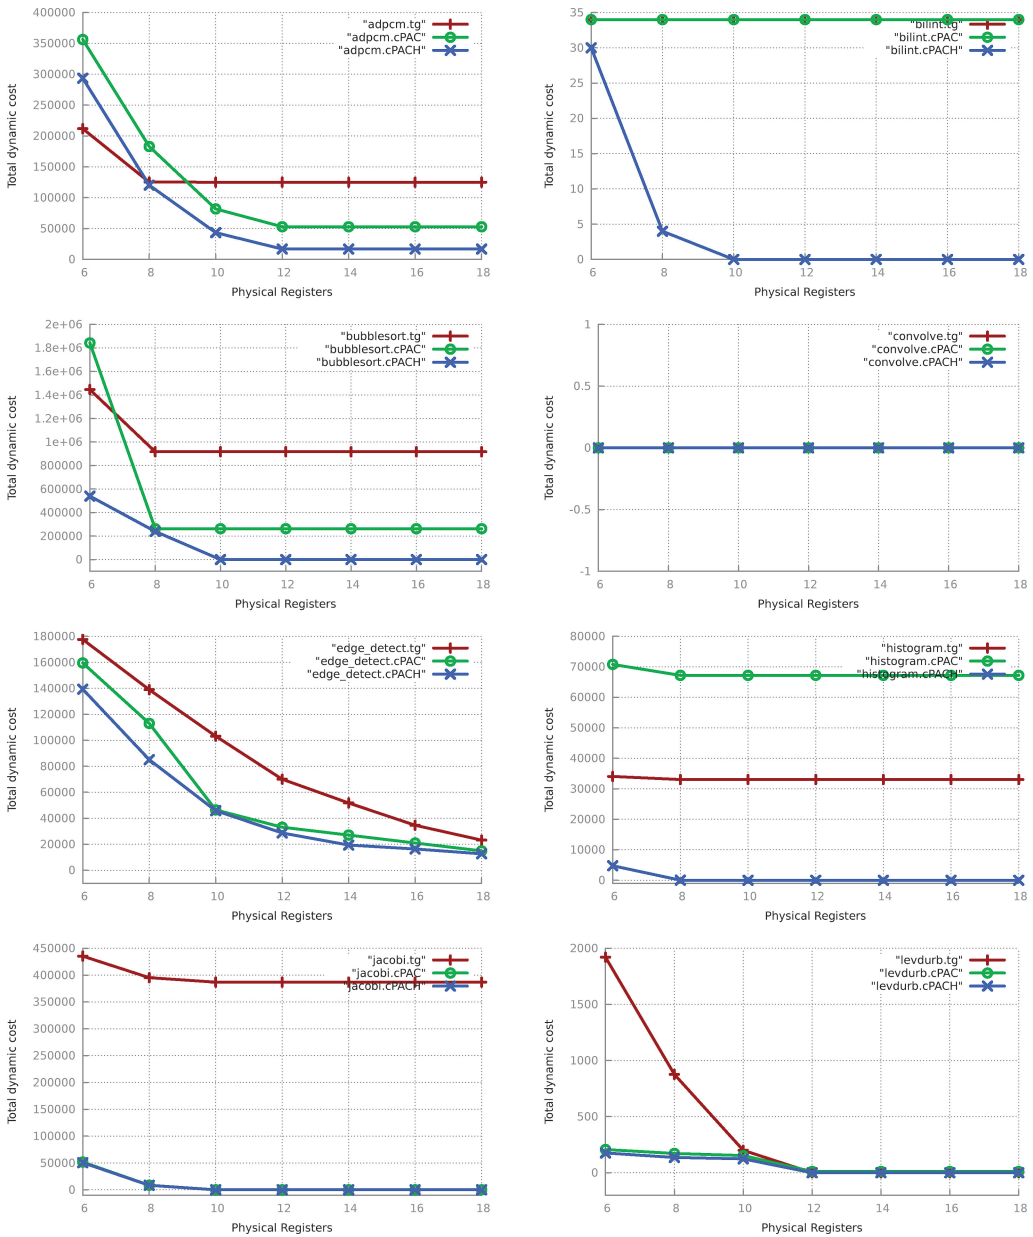 400000
350000
300000
250000
200000
150000
100000
50000
0
6 8 10 12 14 16 18
Total dynamic cost
Physical Registers
"adpcm.tg"
"adpcm.cPAC"
"adpcm.cPACH"
35
30
25
20
15
10
5
0
6 8 10 12 14 16 18
Total dynamic cost
Physical Registers
"bilint.tg"
"bilint.cPAC"
"bilint.cPACH"
2e+06
1.8e+06
1.6e+06
1.4e+06
1.2e+06
1e+06
800000
600000
400000
200000
0
6 8 10 12 14 16 18
Total dynamic cost
Physical Registers
"bubblesort.tg"
"bubblesort.cPAC"
"bubblesort.cPACH"
1
0.5
0
-0.5
-1
6 8 10 12 14 16 18
Total dynamic cost
Physical Registers
"convolve.tg"
"convolve.cPAC"
"convolve.cPACH"
180000
160000
140000
120000
100000
80000
60000
40000
20000
0
6 8 10 12 14 16 18
Total dynamic cost
Physical Registers
"edge_detect.tg"
"edge_detect.cPAC"
"edge_detect.cPACH"
80000
70000
60000
50000
40000
30000
20000
10000
0
6 8 10 12 14 16 18
Total dynamic cost
Physical Registers
"histogram.tg"
"histogram.cPAC"
"histogram.cPACH"
450000
400000
350000
300000
250000
200000
150000
100000
50000
0
6 8 10 12 14 16 18
Total dynamic cost
Physical Registers
"jacobi.tg"
"jacobi.cPAC"
"jacobi.cPACH"
2000
1500
1000
500
0
6 8 10 12 14 16 18
Total dynamic cost
Physical Registers
"levdurb.tg"
"levdurb.cPAC"
"levdurb.cPACH"